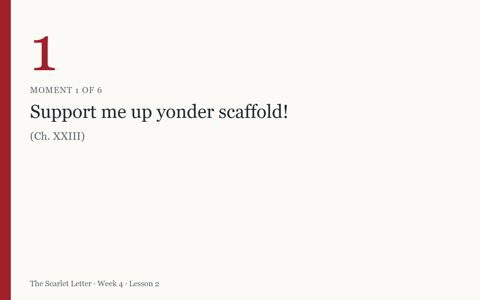 1
MOMENT 1 OF 6
Support me up yonder scaffold!
(Ch. XXIII)
The Scarlet Letter · Week 4 · Lesson 2